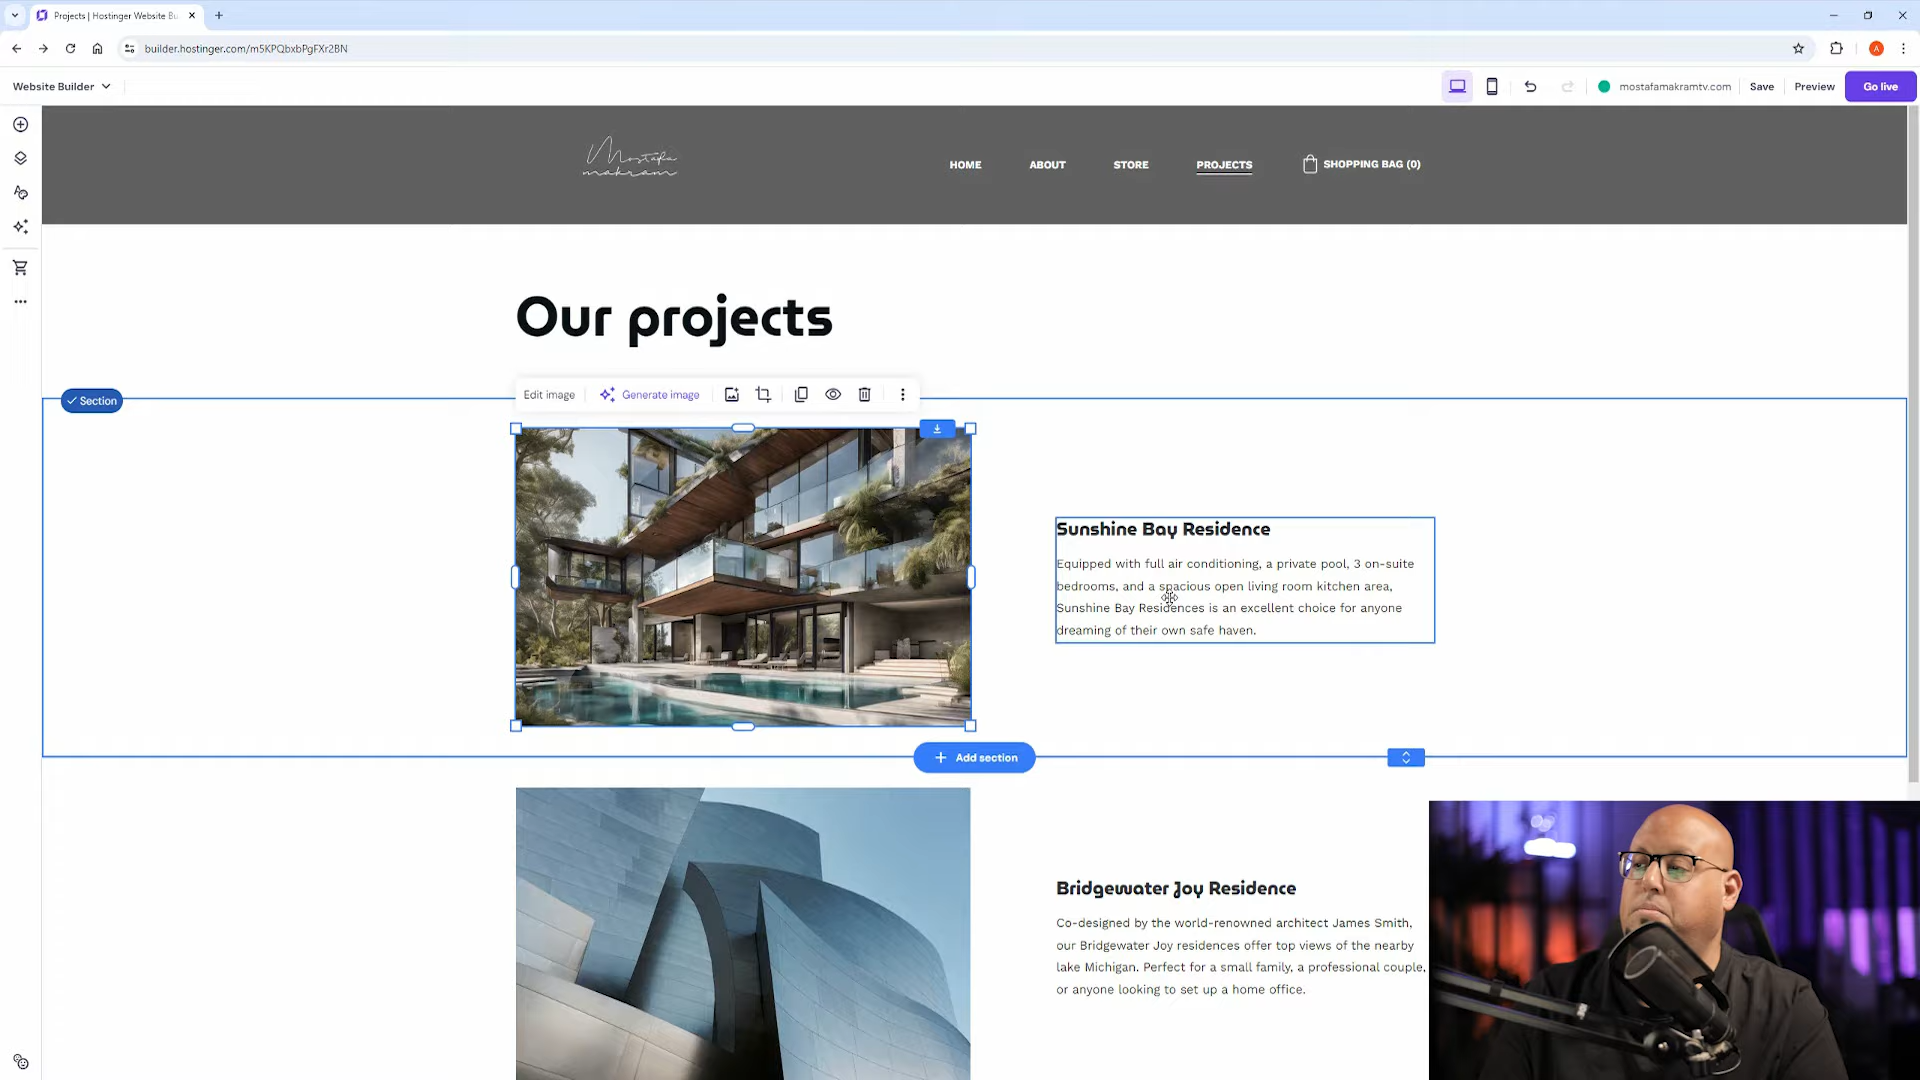 Projects | Hostinger Website Bu
builder.hostinger.com/m5KPQbxbPgFXr2BN
A
Website Builder
mostafamakramtv.com
Save
Preview
Go live
Mostafa
makram
HOME
ABOUT
STORE
PROJECTS
SHOPPING BAG (0)
Our projects
Section
Edit image
Generate image
Sunshine Bay Residence
Equipped with full air conditioning, a private pool, 3 on-suite
bedrooms, and a spacious open living room kitchen area,
Sunshine Bay Residences is an excellent choice for anyone
dreaming of their own safe haven.
Add section
Bridgewater Joy Residence
Co-designed by the world-renowned architect James Smith,
our Bridgewater Joy residences offer top views of the nearby
lake Michigan. Perfect for a small family, a professional couple,
or anyone looking to set up a home office.